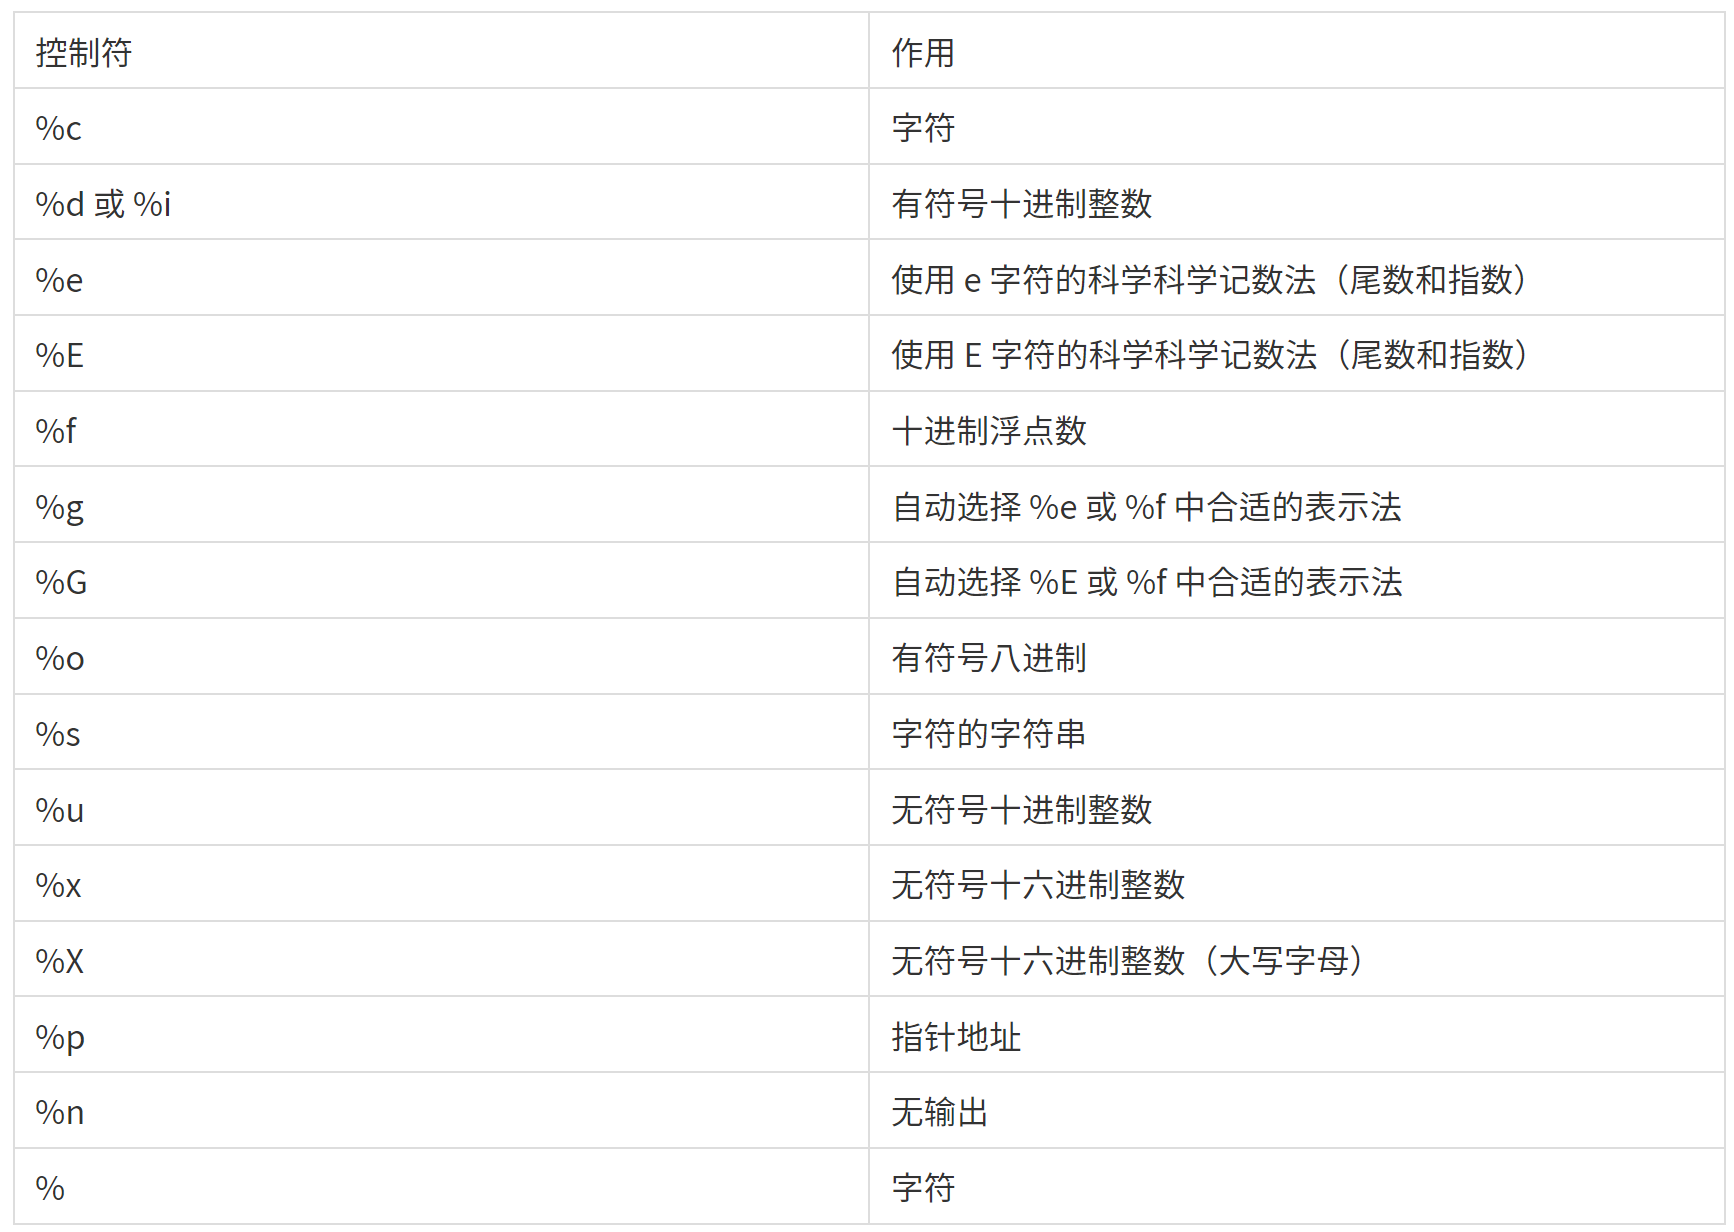 控制符 作用
%c 字符
%d 或 %i 有符号十进制整数
%e 使用 e 字符的科学科学记数法（尾数和指数）
%E 使用 E 字符的科学科学记数法（尾数和指数）
%f 十进制浮点数
%g 自动选择 %e 或 %f 中合适的表示法
%G 自动选择 %E 或 %f 中合适的表示法
%o 有符号八进制
%s 字符的字符串
%u 无符号十进制整数
%x 无符号十六进制整数
%X 无符号十六进制整数（大写字母）
%p 指针地址
%n 无输出
% 字符